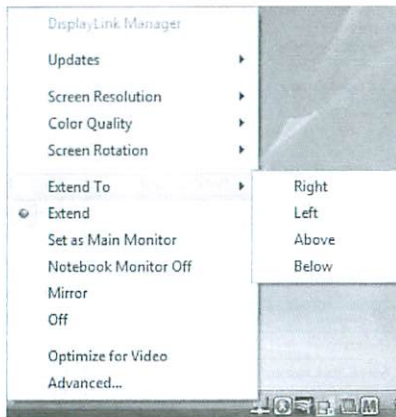 DisplayLink Manager
Updates
Screen Resolution
Color Quality
Screen Rotation
Extend To
Extend
Set as Main Monitor
Notebook Monitor Off
Mirror
Off
Optimize for Video
Advanced...
Right
Left
Above
Below